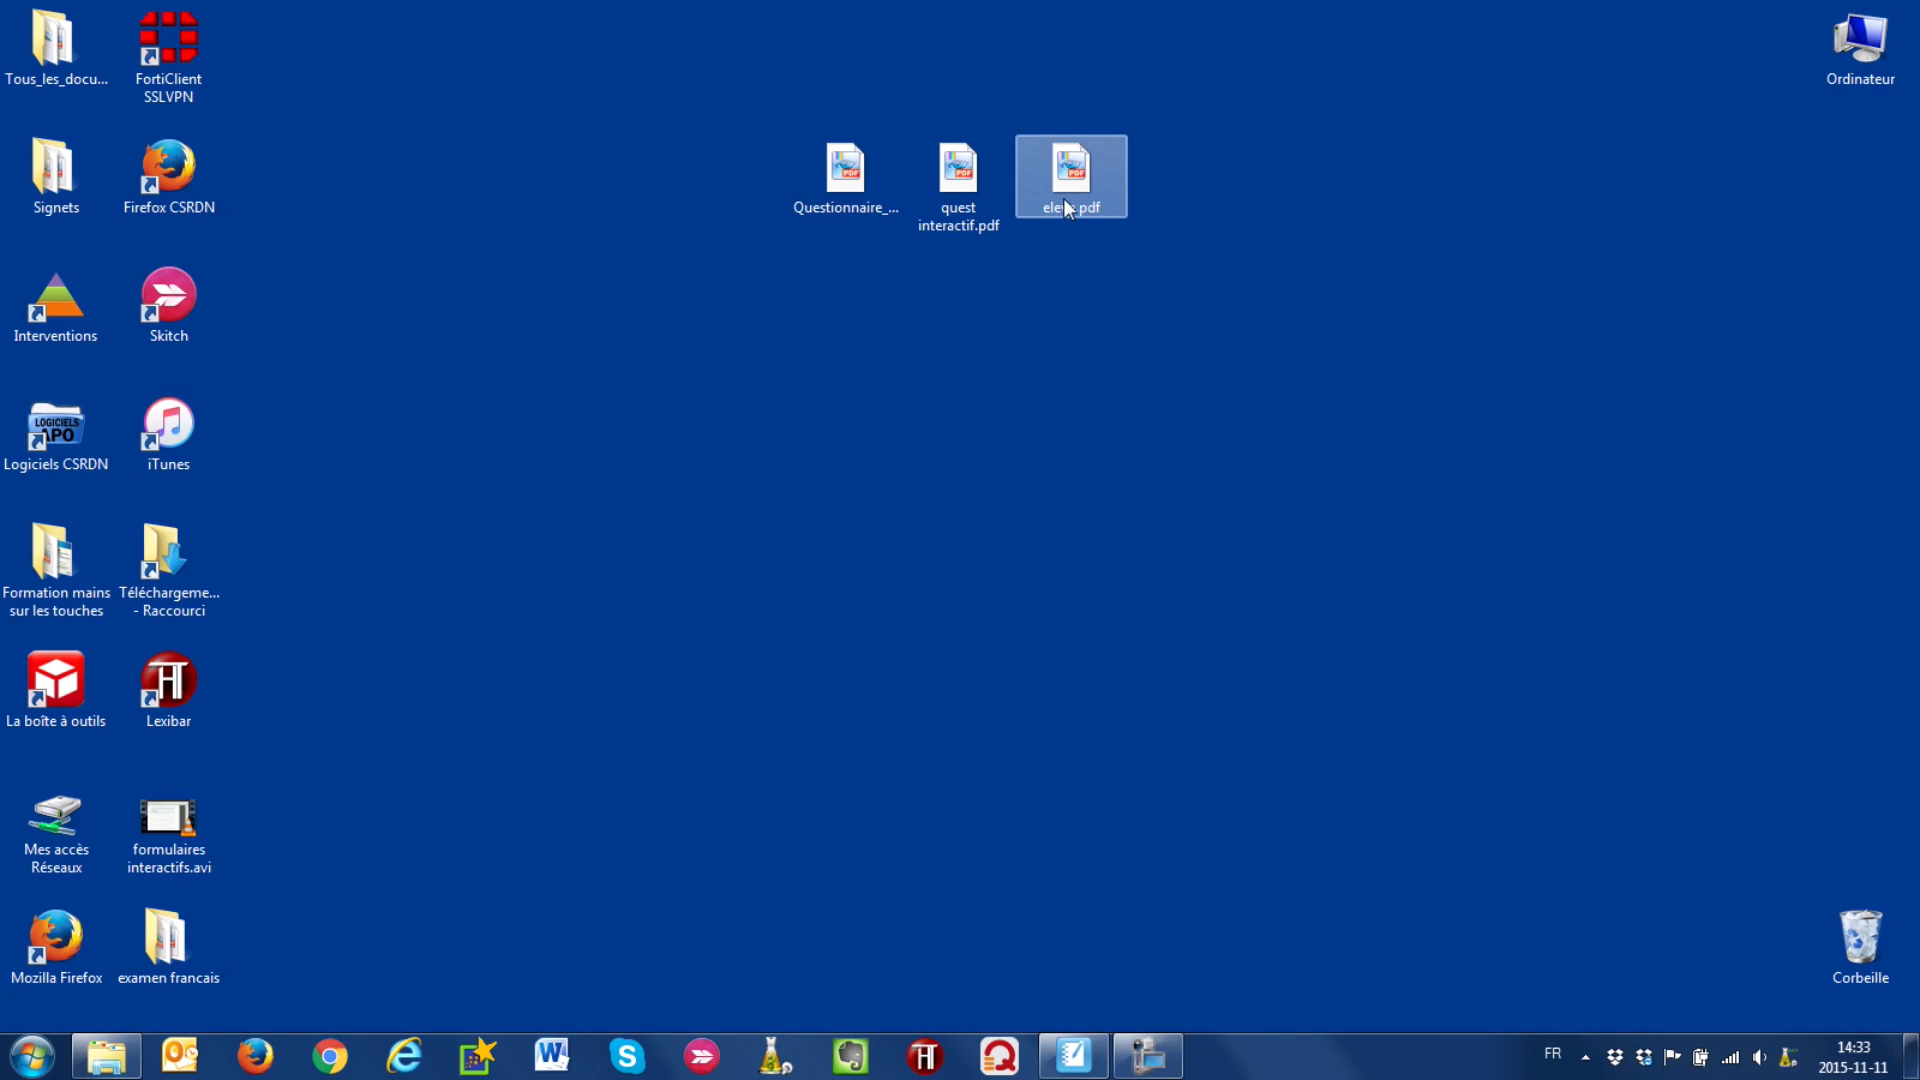 Tous_les_docu...
FortiClient
SSLVPN
Ordinateur
Signets
Firefox CSRDN
Questionnaire_...
quest
interactif.pdf
Interventions
Skitch
LOGICIELS
APO
Logiciels CSRDN
iTunes
Formation mains
sur les touches
Téléchargeme...
- Raccourci
La boîte à outils
Lexibar
Mes accès
Réseaux
formulaires
interactifs.avi
Mozilla Firefox
examen francais
Corbeille
FR
14:33
2015-11-11